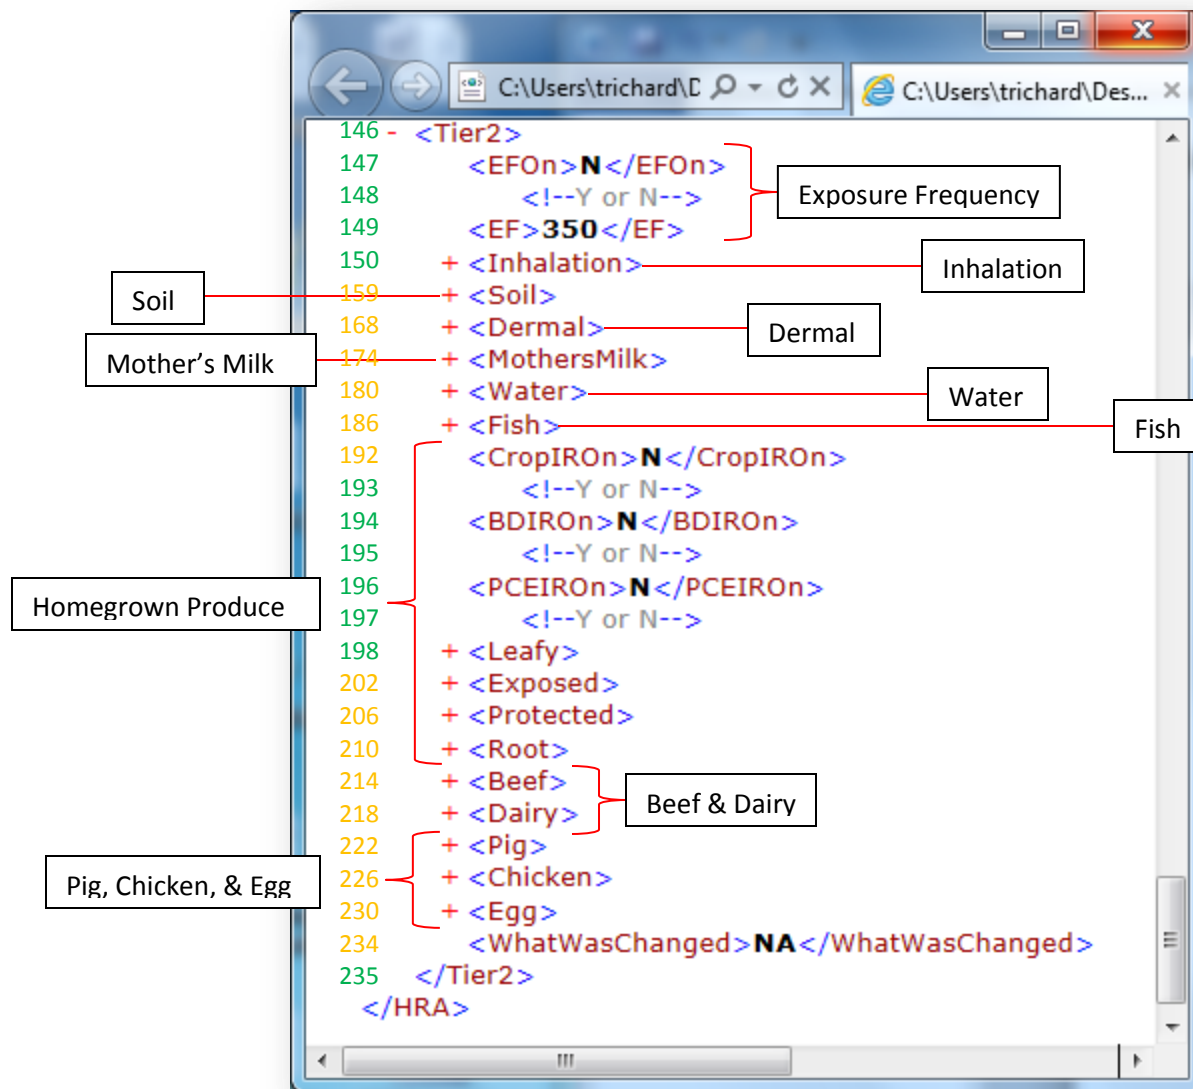 C:\Users\trichard\D
C:\Users\trichard\Des...
146 - <Tier2>
147 <EFOn>N</EFOn>
148 <!--Y or N-->
Exposure Frequency
149 <EF>350</EF>
150 + <Inhalation>
Inhalation
Soil
159 + <Soil>
168 + <Dermal>
Dermal
Mother's Milk
174 + <MothersMilk>
180 + <Water>
Water
186 + <Fish>
Fish
192 <CropIROn>N</CropIROn>
193 <!--Y or N-->
194 <BDIROn>N</BDIROn>
195 <!--Y or N-->
196 <PCEIROn>N</PCEIROn>
Homegrown Produce
197 <!--Y or N-->
198 + <Leafy>
202 + <Exposed>
206 + <Protected>
210 + <Root>
214 + <Beef>
Beef & Dairy
218 + <Dairy>
222 + <Pig>
Pig, Chicken, & Egg
226 + <Chicken>
230 + <Egg>
234 <WhatWasChanged>NA</WhatWasChanged>
235 </Tier2>
</HRA>